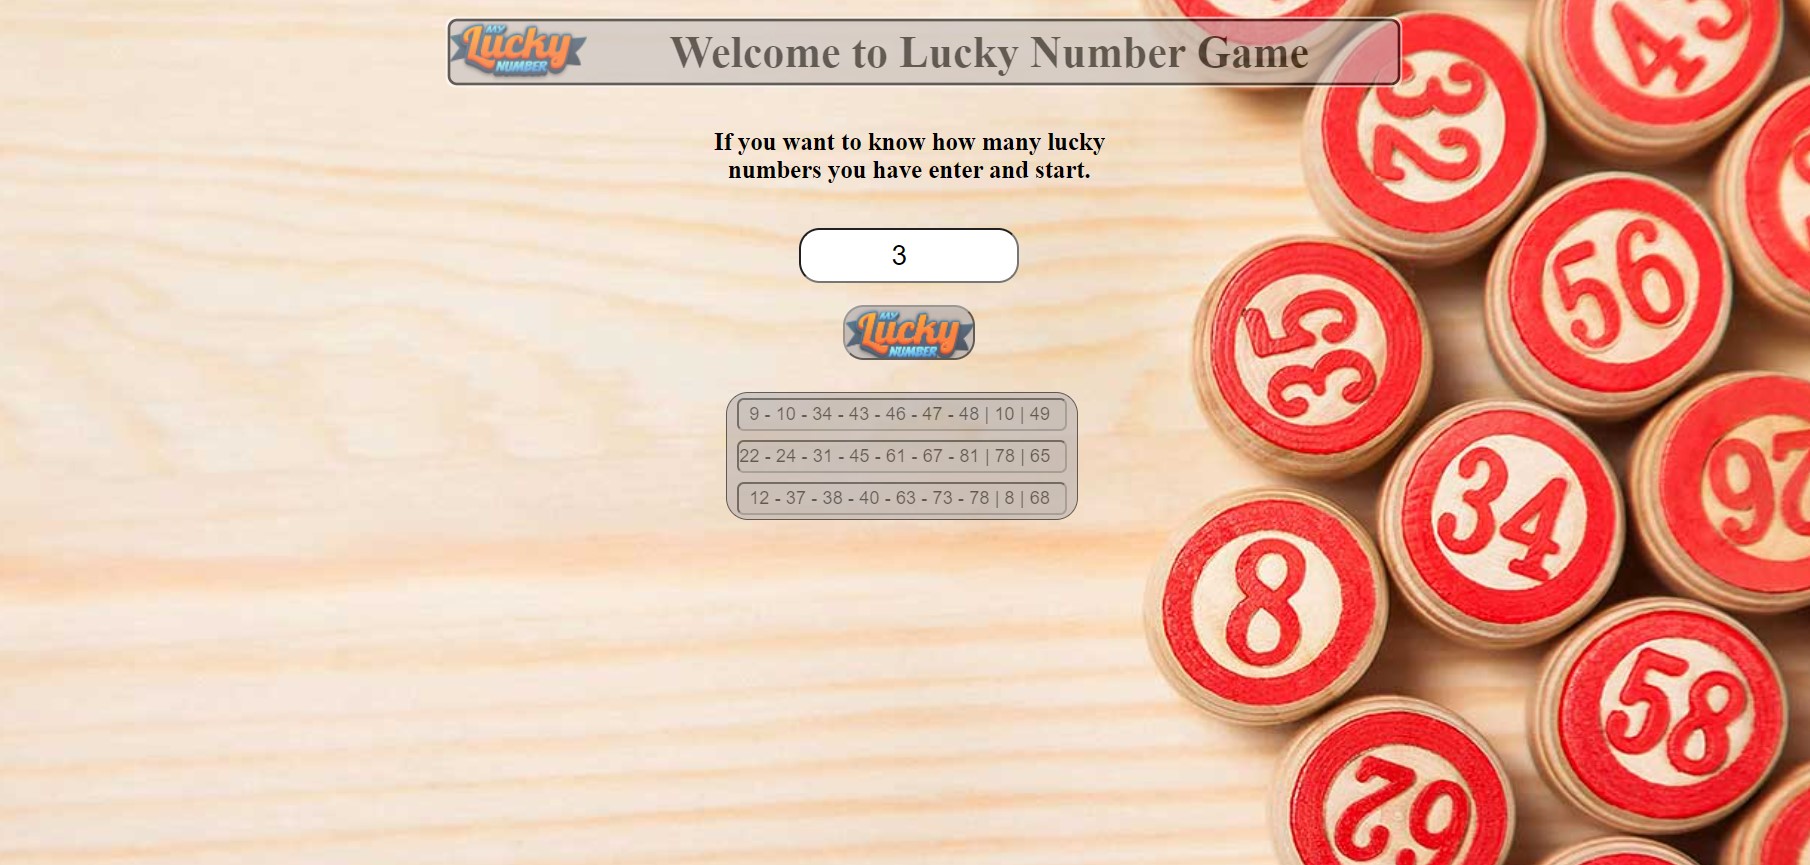 MY
Lucky
NUMBER
Welcome to Lucky Number Game
If you want to know how many lucky
numbers you have enter and start.
3
MY
Lucky
NUMBER
9 - 10 - 34 - 43 - 46 - 47 - 48 | 10 | 49
22 - 24 - 31 - 45 - 61 - 67 - 81 | 78 | 65
12 - 37 - 38 - 40 - 63 - 73 - 78 | 8 | 68
43
32
56
35
34
97
8
58
62